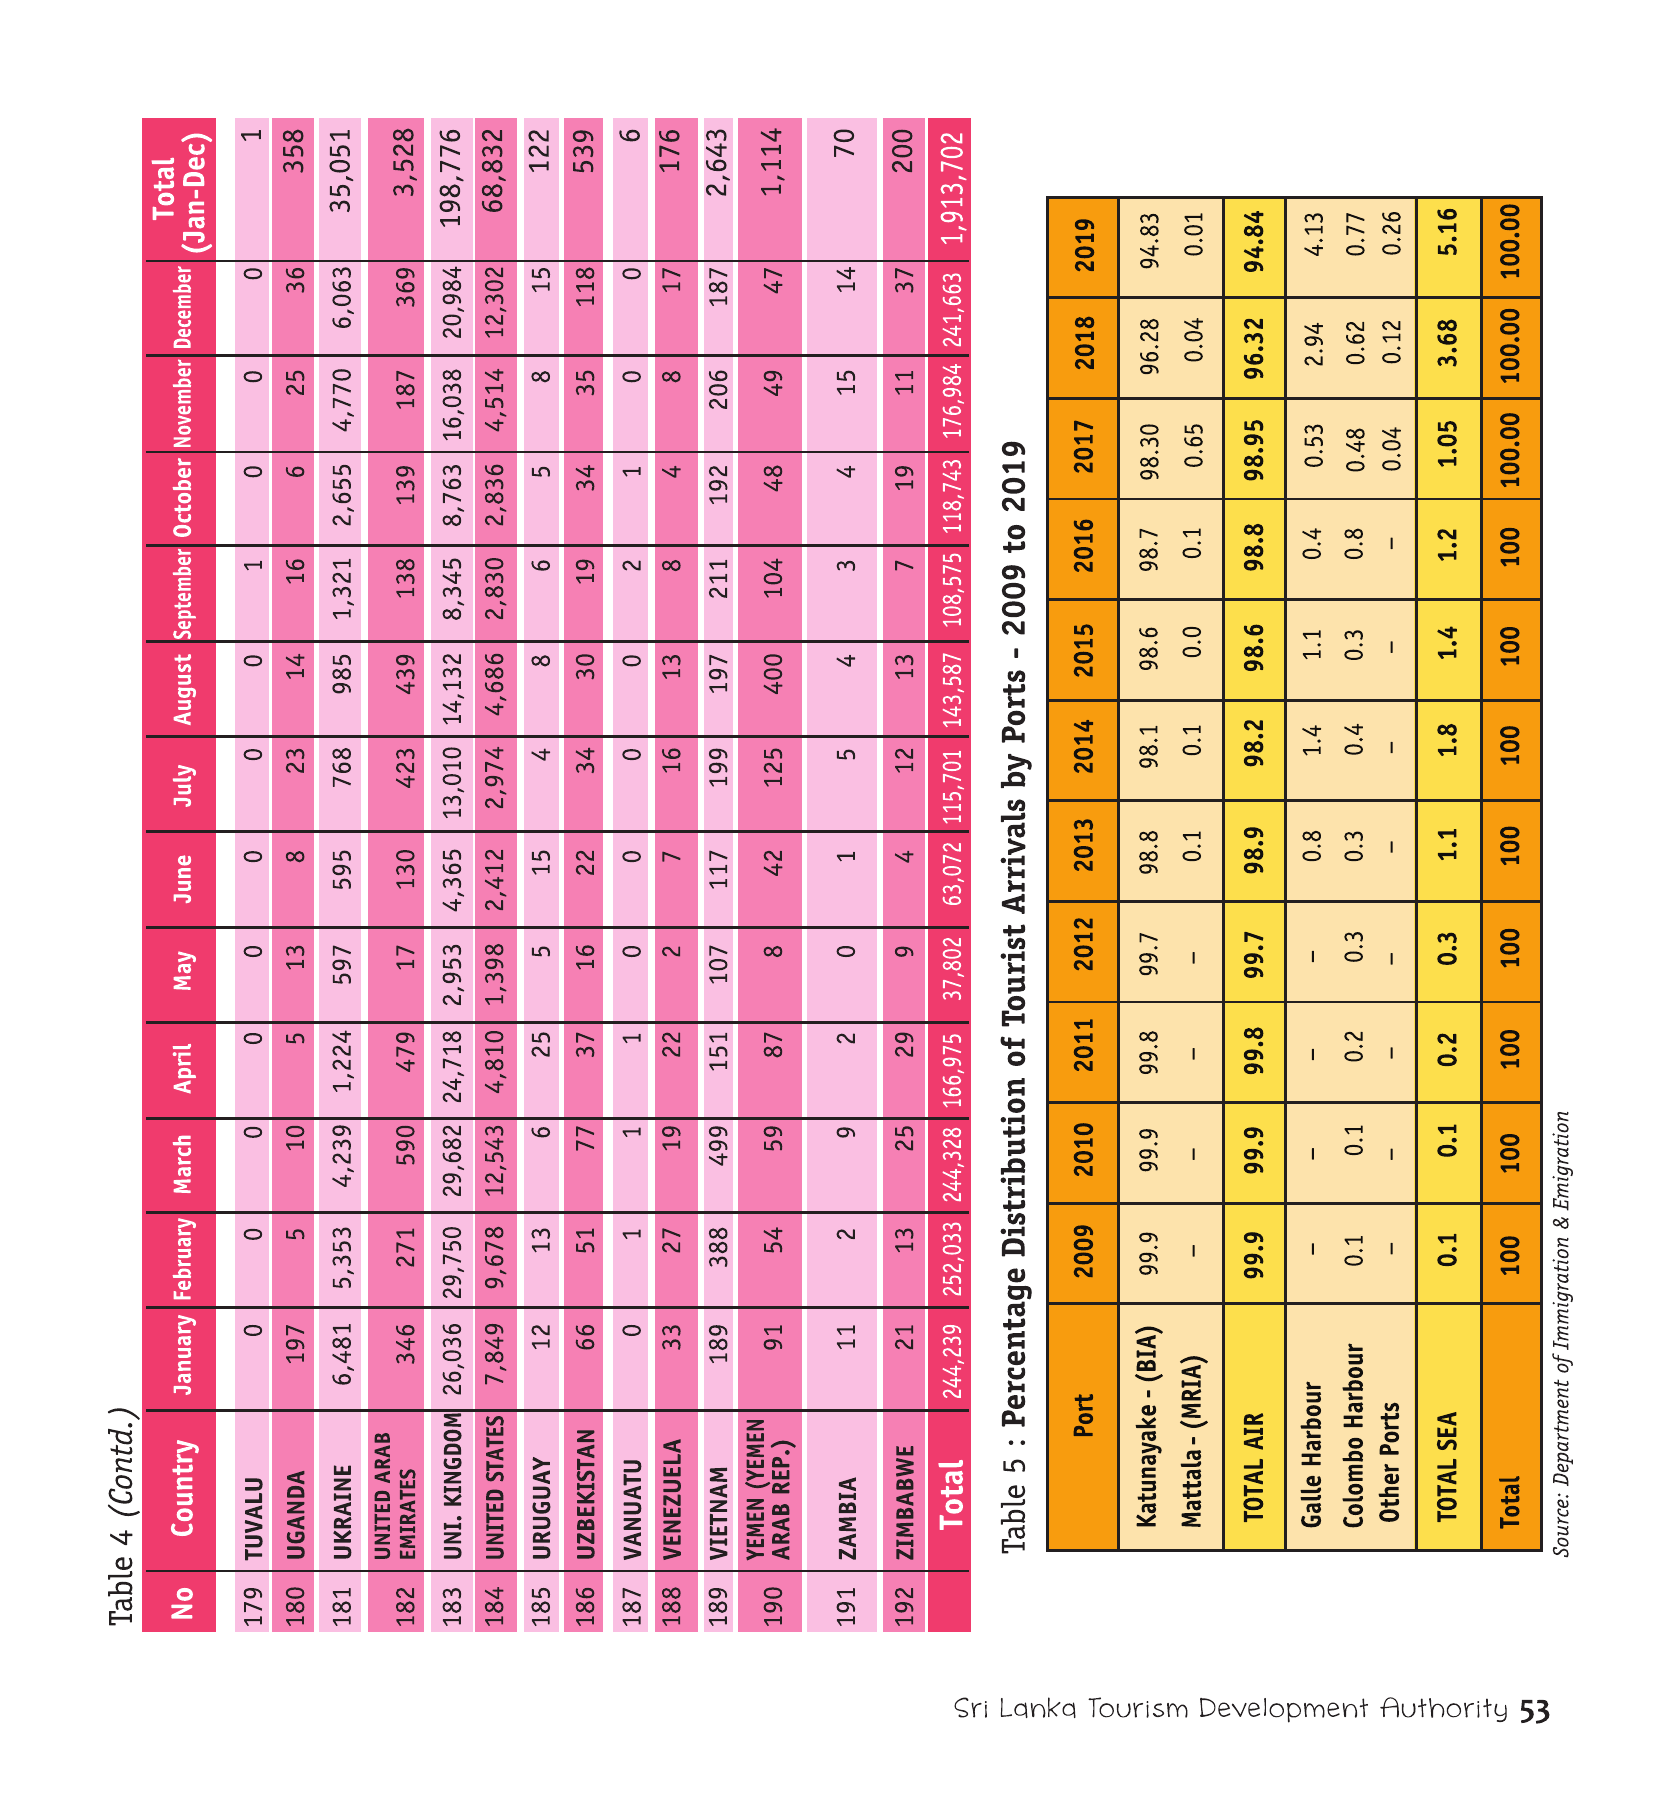 Table 4 (Contd.)
No Country January February March April May June July August September October November December Total
(Jan-Dec)
179 TUVALU 0 0 0 0 0 0 0 0 1 0 0 0 1
180 UGANDA 197 5 10 5 13 8 23 14 16 6 25 36 358
181 UKRAINE 6,481 5,353 4,239 1,224 597 595 768 985 1,321 2,655 4,770 6,063 35,051
182 UNITED ARAB
EMIRATES 346 271 590 479 17 130 423 439 138 139 187 369 3,528
183 UNI. KINGDOM 26,036 29,750 29,682 24,718 2,953 4,365 13,010 14,132 8,345 8,763 16,038 20,984 198,776
184 UNITED STATES 7,849 9,678 12,543 4,810 1,398 2,412 2,974 4,686 2,830 2,836 4,514 12,302 68,832
185 URUGUAY 12 13 6 25 5 15 4 8 6 5 8 15 122
186 UZBEKISTAN 66 51 77 37 16 22 34 30 19 34 35 118 539
187 VANUATU 0 1 1 1 0 0 0 0 2 1 0 0 6
188 VENEZUELA 33 27 19 22 2 7 16 13 8 4 8 17 176
189 VIETNAM 189 388 499 151 107 117 199 197 211 192 206 187 2,643
190 YEMEN (YEMEN
ARAB REP.) 91 54 59 87 8 42 125 400 104 48 49 47 1,114
191 ZAMBIA 11 2 9 2 0 1 5 4 3 4 15 14 70
192 ZIMBABWE 21 13 25 29 9 4 12 13 7 19 11 37 200
Total 244,239 252,033 244,328 166,975 37,802 63,072 115,701 143,587 108,575 118,743 176,984 241,663 1,913,702
Table 5 : Percentage Distribution of Tourist Arrivals by Ports - 2009 to 2019
Port 2009 2010 2011 2012 2013 2014 2015 2016 2017 2018 2019
Katunayake - (BIA) 99.9 99.9 99.8 99.7 98.8 98.1 98.6 98.7 98.30 96.28 94.83
Mattala - (MRIA) – – – – 0.1 0.1 0.0 0.1 0.65 0.04 0.01
TOTAL AIR 99.9 99.9 99.8 99.7 98.9 98.2 98.6 98.8 98.95 96.32 94.84
Galle Harbour – – – – 0.8 1.4 1.1 0.4 0.53 2.94 4.13
Colombo Harbour 0.1 0.1 0.2 0.3 0.3 0.4 0.3 0.8 0.48 0.62 0.77
Other Ports – – – – – – – – 0.04 0.12 0.26
TOTAL SEA 0.1 0.1 0.2 0.3 1.1 1.8 1.4 1.2 1.05 3.68 5.16
Total 100 100 100 100 100 100 100 100 100.00 100.00 100.00
Source: Department of Immigration & Emigration
Sri Lanka Tourism Development Authority 53